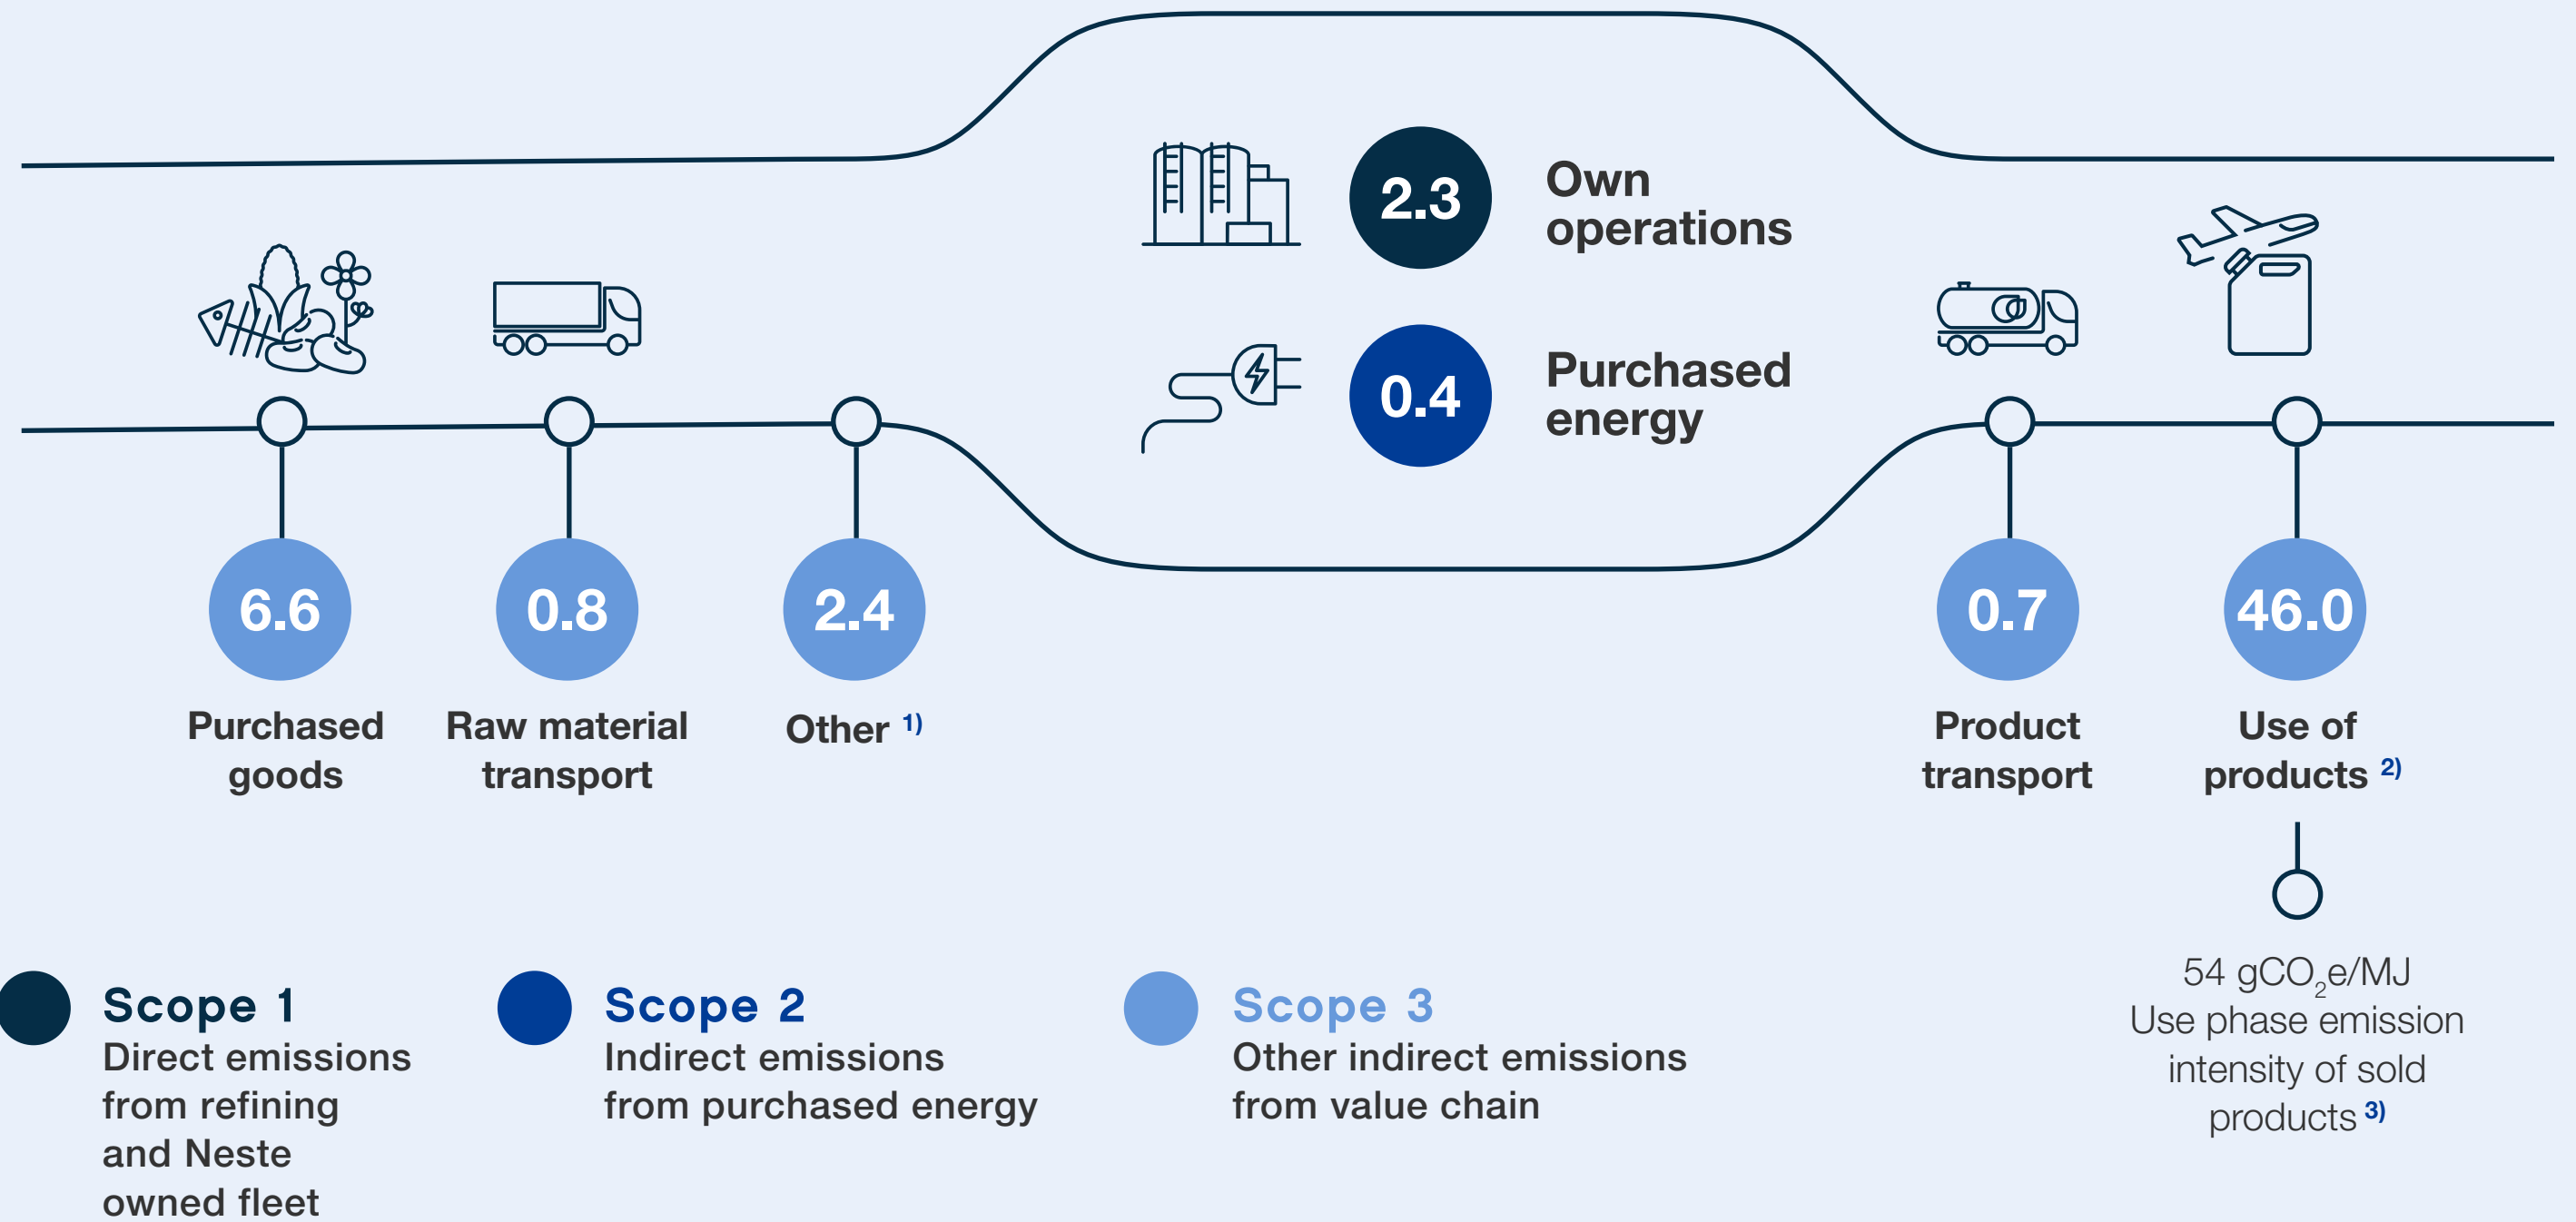 2.3
Own
operations
0.4
Purchased
energy
6.6
Purchased
goods
0.8
Raw material
transport
2.4
Other 1)
0.7
Product
transport
46.0
Use of
products 2)
54 gCO₂e/MJ
Use phase emission
intensity of sold
products 3)
Scope 1
Direct emissions
from refining
and Neste
owned fleet
Scope 2
Indirect emissions
from purchased energy
Scope 3
Other indirect emissions
from value chain